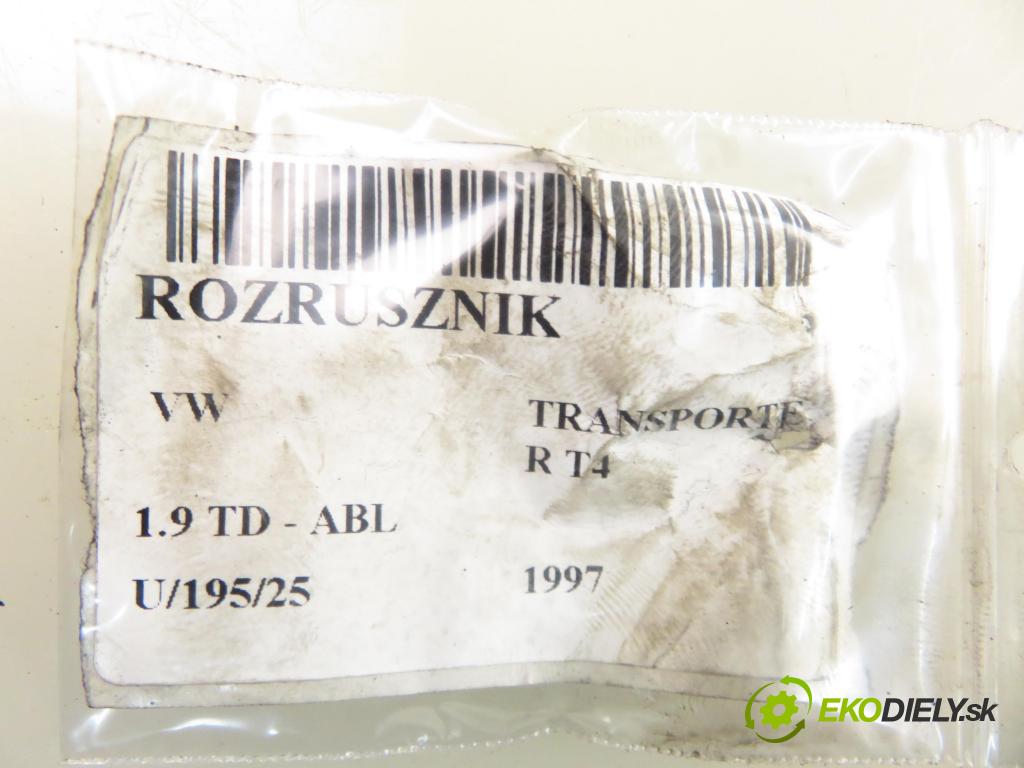 ROZRUSZNIK
VW
TRANSPORTE
R T4
1.9 TD - ABL
U/195/25
1997
EKODIELY.sk